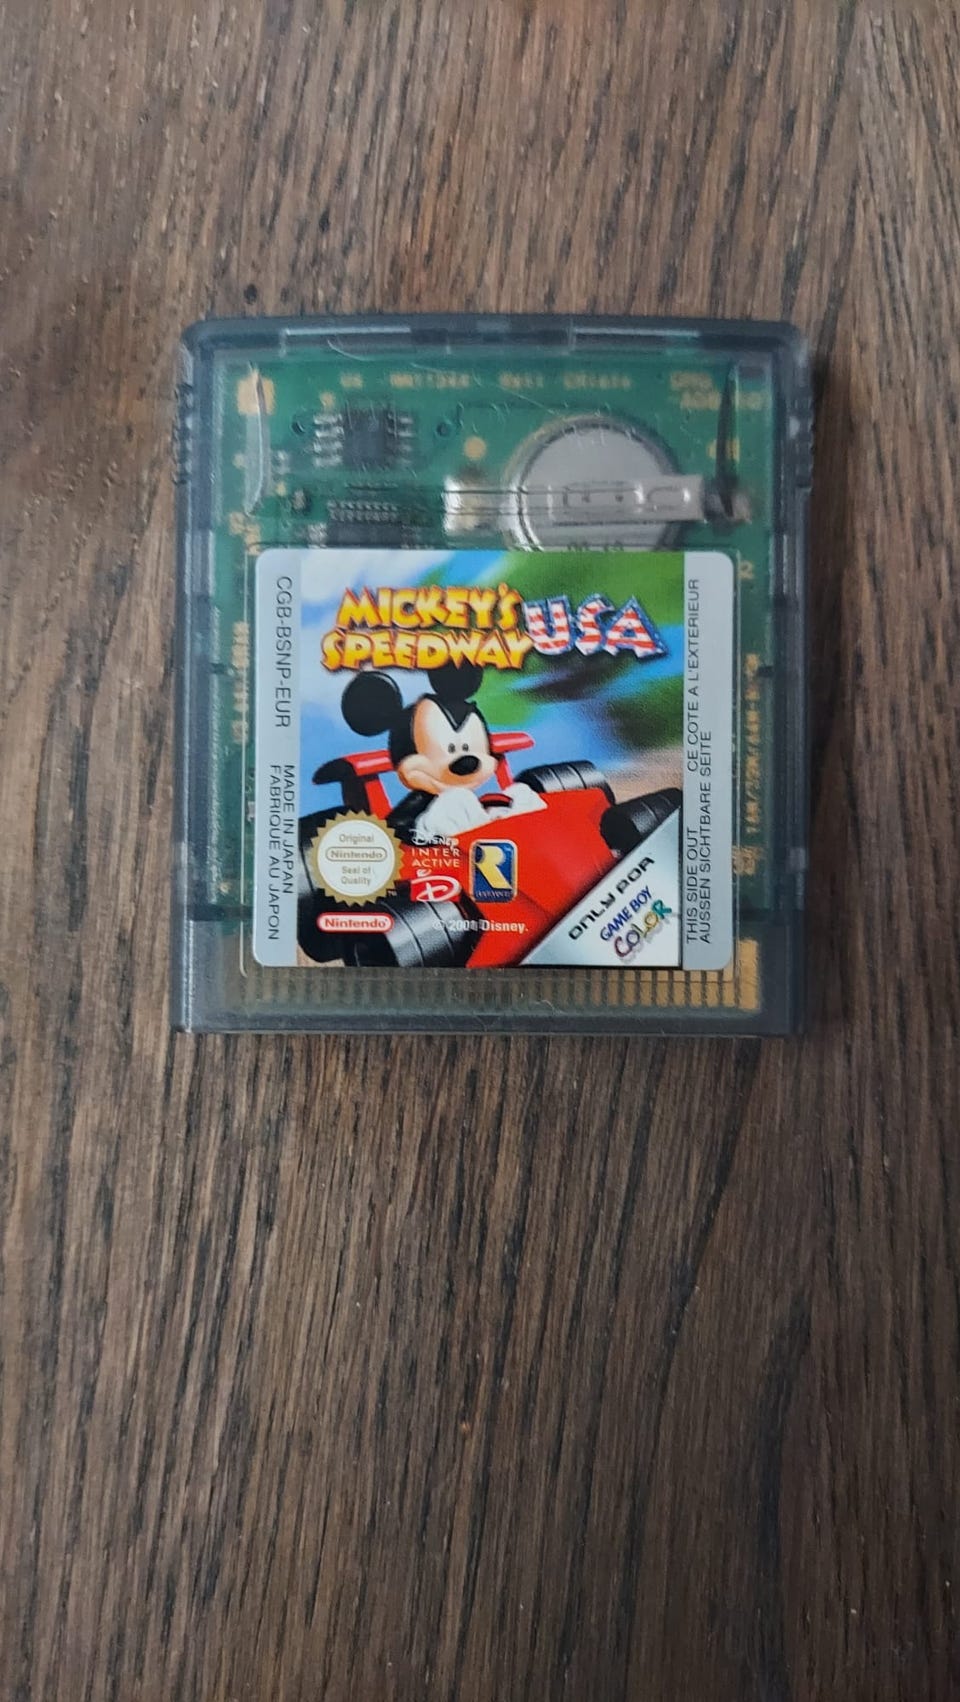 MICKEY'S
SPEEDWAY USA
CGB-BSNP-EUR
MADE IN JAPAN
FABRIQUE AU JAPON
Original
Nintendo
Seal of
Quality
TM
Nintendo
Disney
INTER
ACTIVE
D
R
© 2001 Disney.
ONLY FOR
GAME BOY
COLOR
THIS SIDE OUT CE COTE A L'EXTERIEUR
AUSSEN SICHTBARE SEITE